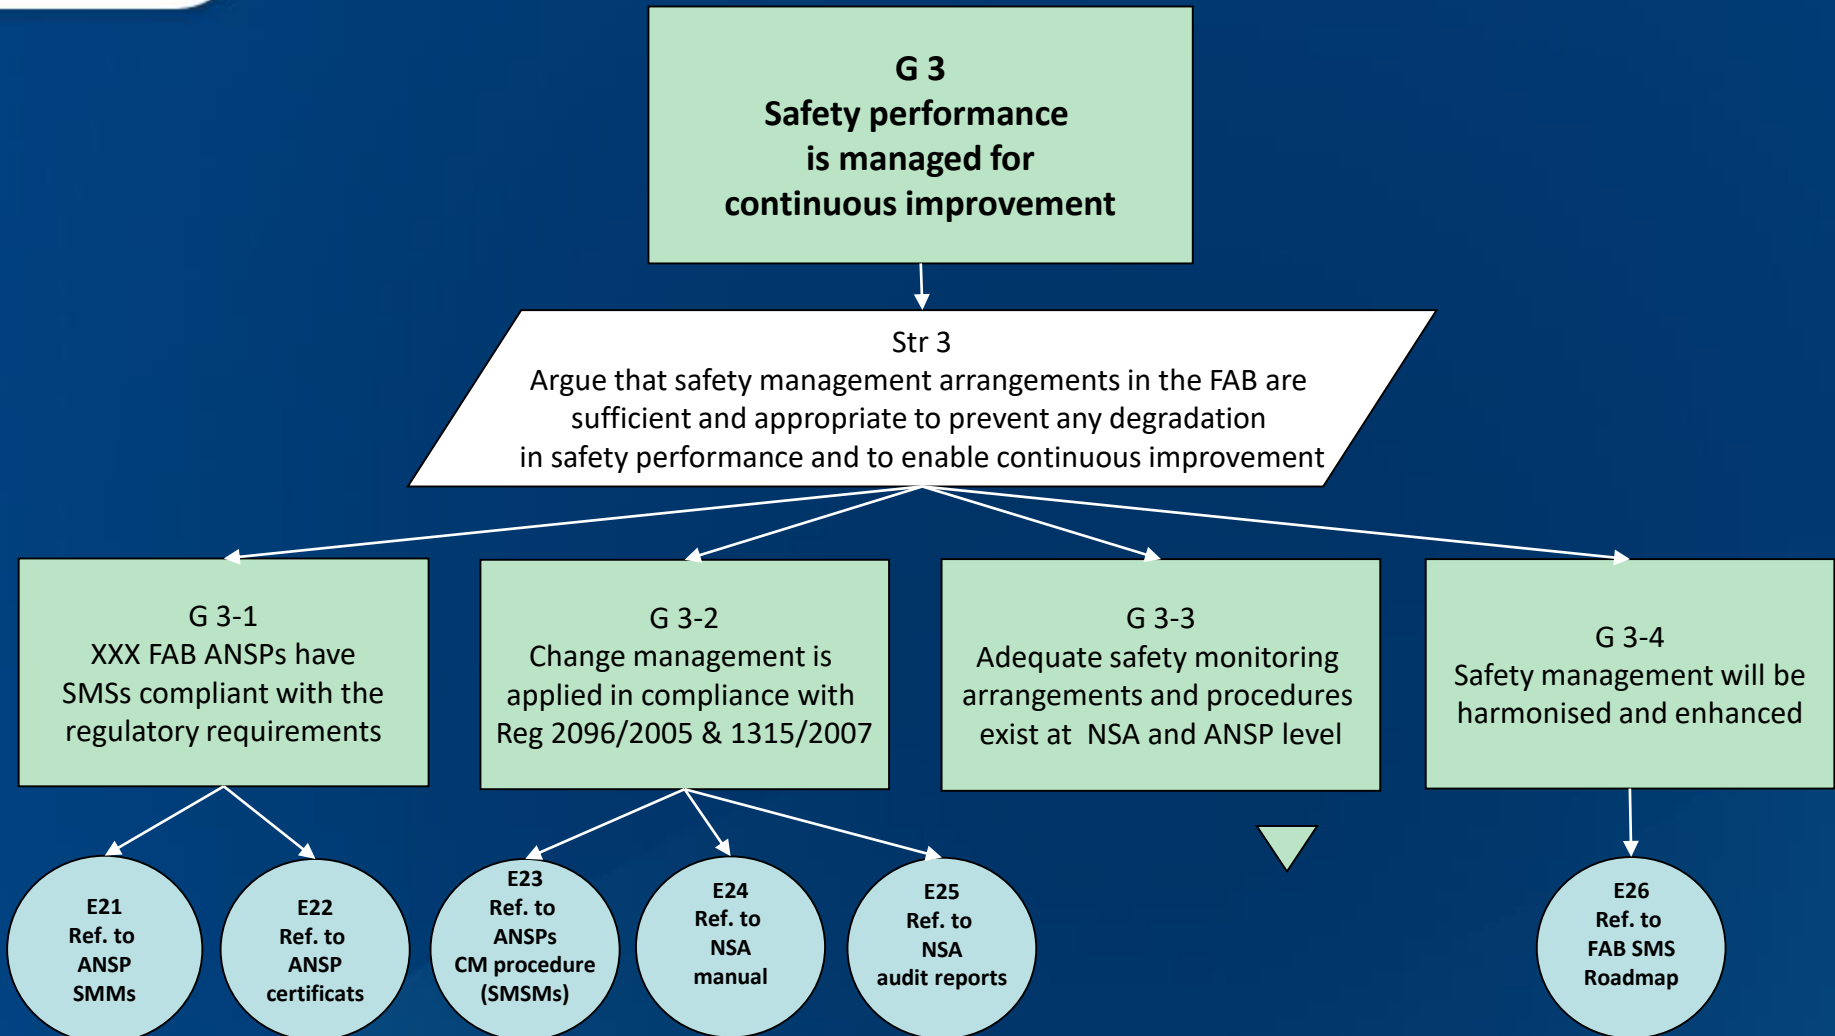 G 3
Safety performance
is managed for
continuous improvement
Str 3
Argue that safety management arrangements in the FAB are
sufficient and appropriate to prevent any degradation
in safety performance and to enable continuous improvement
G 3-1
XXX FAB ANSPs have
SMSs compliant with the
regulatory requirements
G 3-2
Change management is
applied in compliance with
Reg 2096/2005 & 1315/2007
G 3-3
Adequate safety monitoring
arrangements and procedures
exist at NSA and ANSP level
G 3-4
Safety management will be
harmonised and enhanced
E21
Ref. to
ANSP
SMMs
E22
Ref. to
ANSP
certificats
E23
Ref. to
ANSPs
CM procedure
(SMSMs)
E24
Ref. to
NSA
manual
E25
Ref. to
NSA
audit reports
E26
Ref. to
FAB SMS
Roadmap